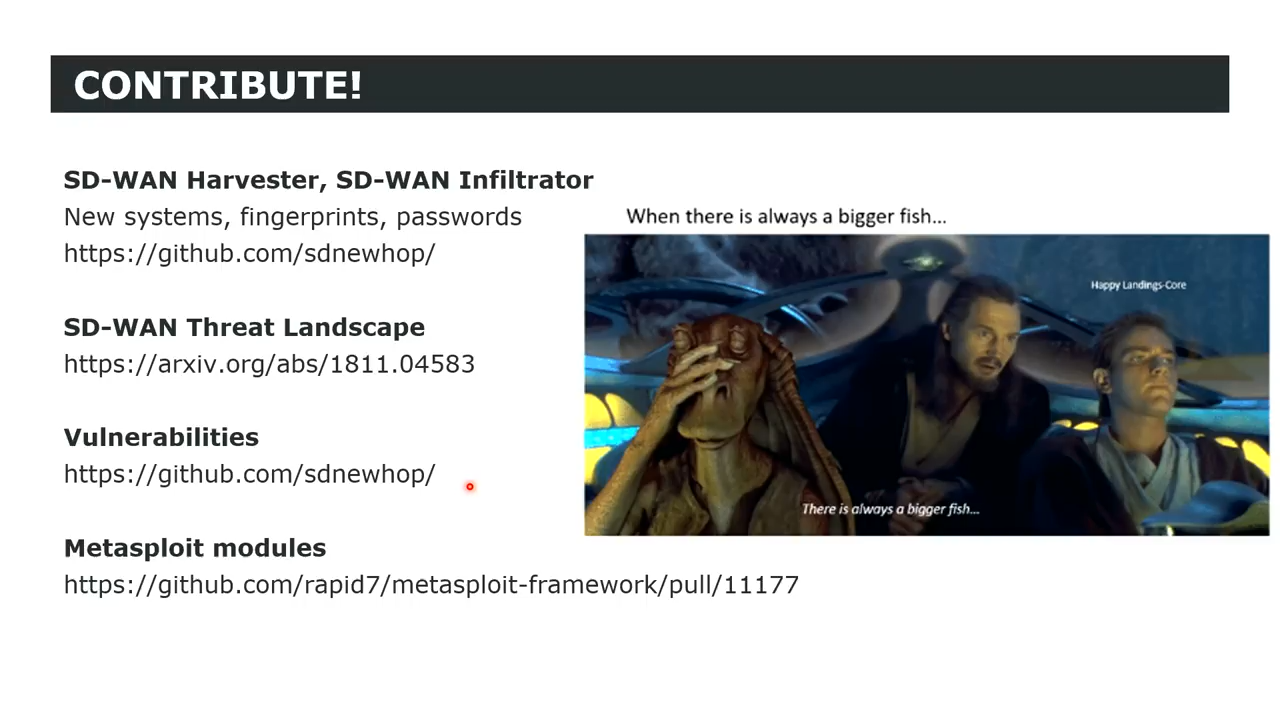 CONTRIBUTE!
SD-WAN Harvester, SD-WAN Infiltrator
New systems, fingerprints, passwords
https://github.com/sdnewhop/
SD-WAN Threat Landscape
https://arxiv.org/abs/1811.04583
Vulnerabilities
https://github.com/sdnewhop/
Metasploit modules
https://github.com/rapid7/metasploit-framework/pull/11177
When there is always a bigger fish...
Happy Landings-Core
There is always a bigger fish...